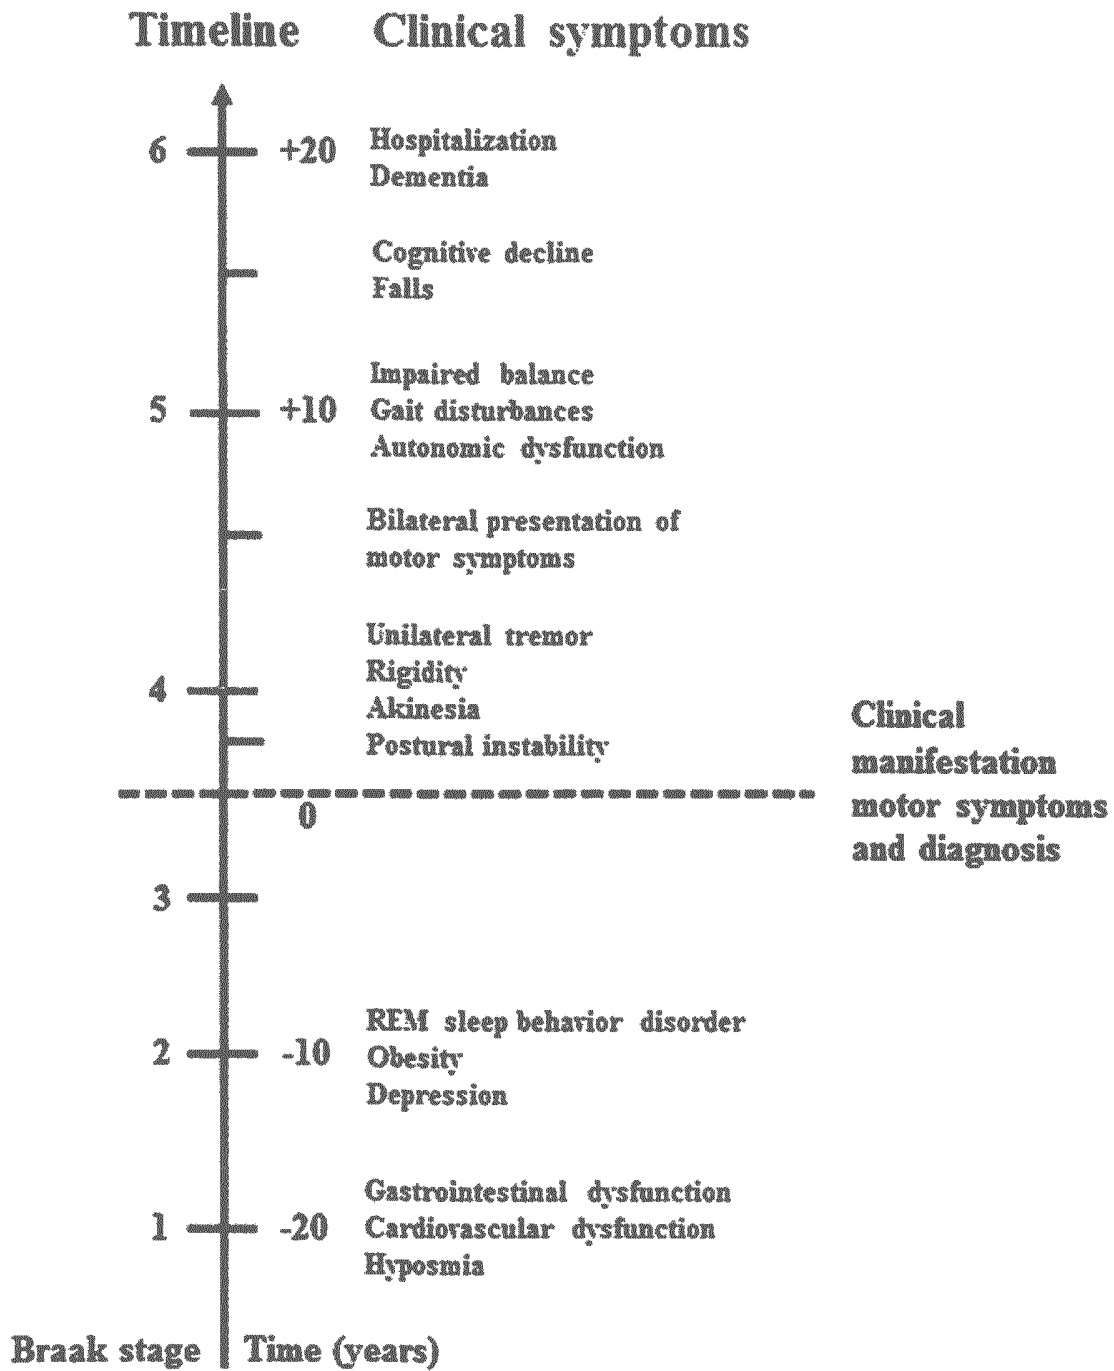 Timeline Clinical symptoms
6 +20 Hospitalization
Dementia
Cognitive decline
Falls
Impaired balance
5 +10 Gait disturbances
Autonomic dysfunction
Bilateral presentation of
motor symptoms
Unilateral tremor
Rigidity
4
Akinesia
Postural instability
Clinical
manifestation
motor symptoms
and diagnosis
0
3
REM sleep behavior disorder
2 -10 Obesity
Depression
Gastrointestinal dysfunction
1 -20 Cardiovascular dysfunction
Hyposmia
Braak stage Time (years)